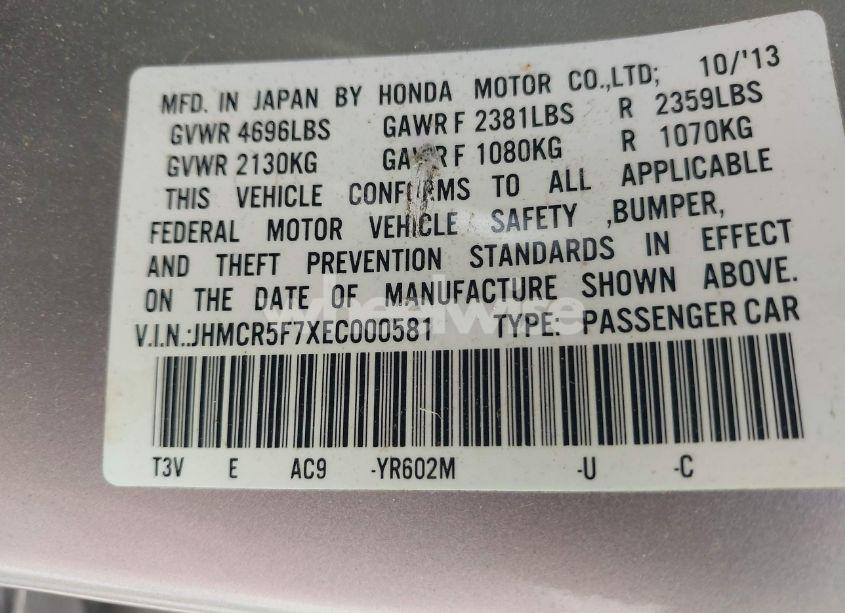 MFD. IN JAPAN BY HONDA MOTOR CO.,LTD; 10/'13
GVWR 4696LBS GAWR F 2381LBS R 2359LBS
GVWR 2130KG GAWR F 1080KG R 1070KG
THIS VEHICLE CONFORMS TO ALL APPLICABLE
FEDERAL MOTOR VEHICLE SAFETY ,BUMPER,
AND THEFT PREVENTION STANDARDS IN EFFECT
ON THE DATE OF MANUFACTURE SHOWN ABOVE.
wheelwise
V.I.N.:JHMCR5F7XEC000581 TYPE: PASSENGER CAR
T3V E AC9 -YR602M -U -C